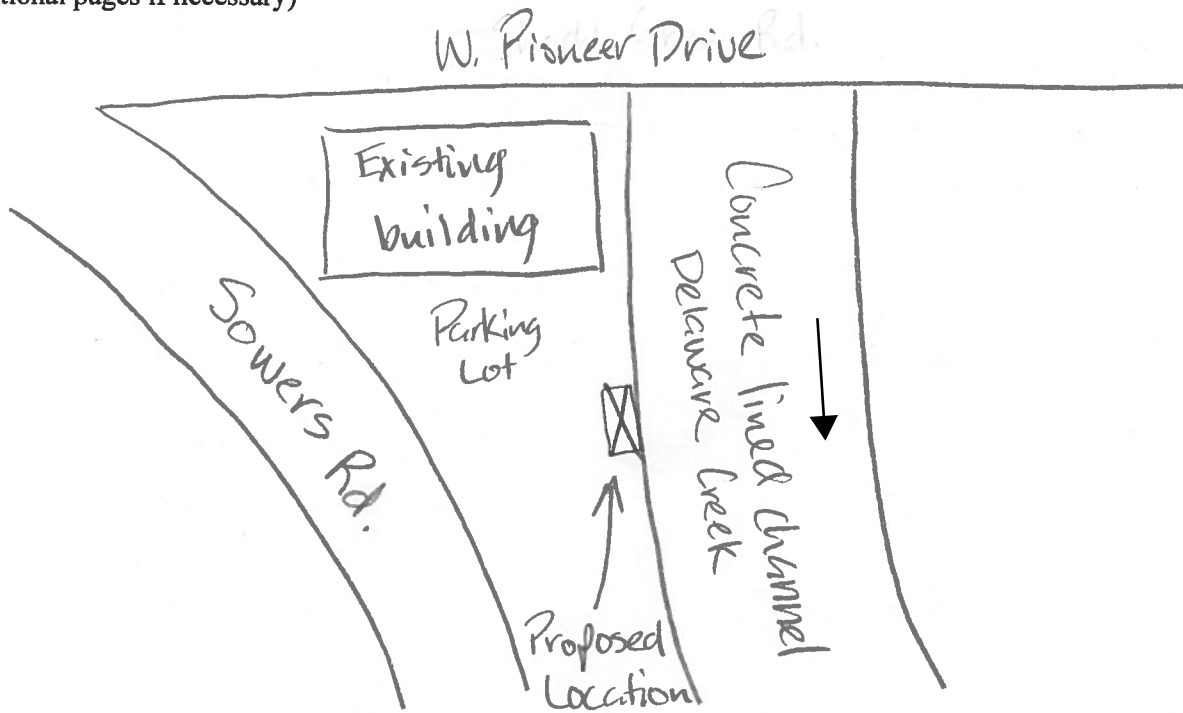 tional pages if necessary)
W. Pioneer Drive
Existing
building
Parking
Lot
Sowers Rd.
Concrete lined channel
Delaware Creek
Proposed
Location